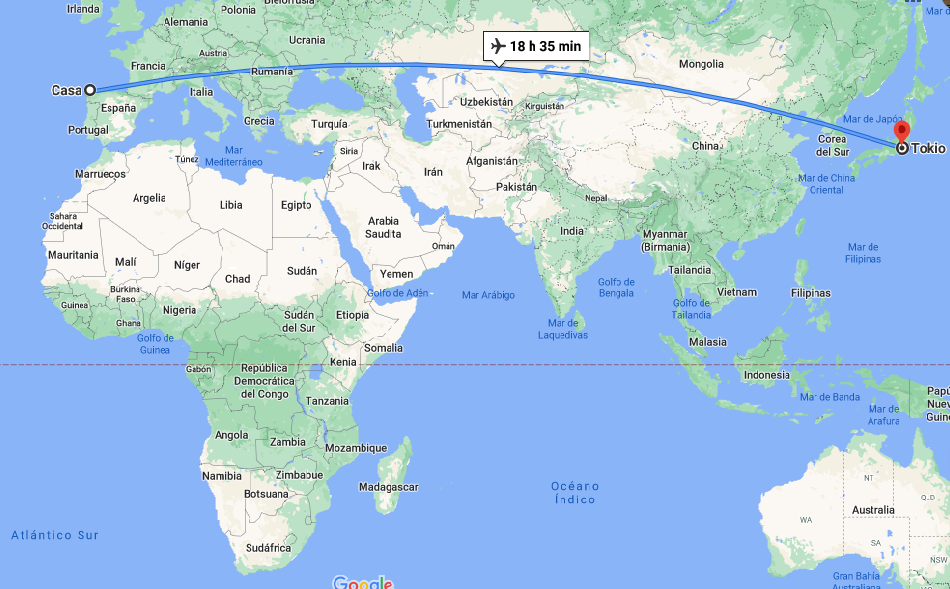 Irlanda
Polonia
Bielorrusia
Alemania
Ucrania
Austria
Francia
Rumanía
Casa
Italia
España
Portugal
Grecia
Turquía
18 h 35 min
Mongolia
Uzbekistán
Kirguistán
Turkmenistán
Mar de Japón
Corea
del Sur
Tokio
China
Mar
Mediterráneo
Túnez
Siria
Irak
Irán
Afganistán
Pakistán
Nepal
Marruecos
Argelia
Libia
Egipto
Arabia
Saudita
Oman
India
Myanmar
(Birmania)
Mar de China
Oriental
Sahara
Occidental
Mauritania
Malí
Níger
Chad
Sudán
Yemen
Golfo de Adén
Mar Arábigo
Golfo de
Bengala
Tailandia
Vietnam
Golfo de
Tailandia
Filipinas
Mar de
Filipinas
Burkina
Faso
Guinea
Ghana
Nigeria
Sudán
del Sur
Etiopia
Somalia
Mar de
Laquedivas
Malasia
Golfo de
Guinea
Gabón
República
Democrática
del Congo
Kenia
Tanzania
Indonesia
Mar de Banda
Mar de
Arafura
Papú
Nuev
Guine
Angola
Zambia
Mozambique
Namibia
Zimbabue
Botsuana
Madagascar
Sudáfrica
Océano
Índico
Atlántico Sur
NT
QLD
WA
Australia
SA
NSW
Gran Bahía
Australiana
Google